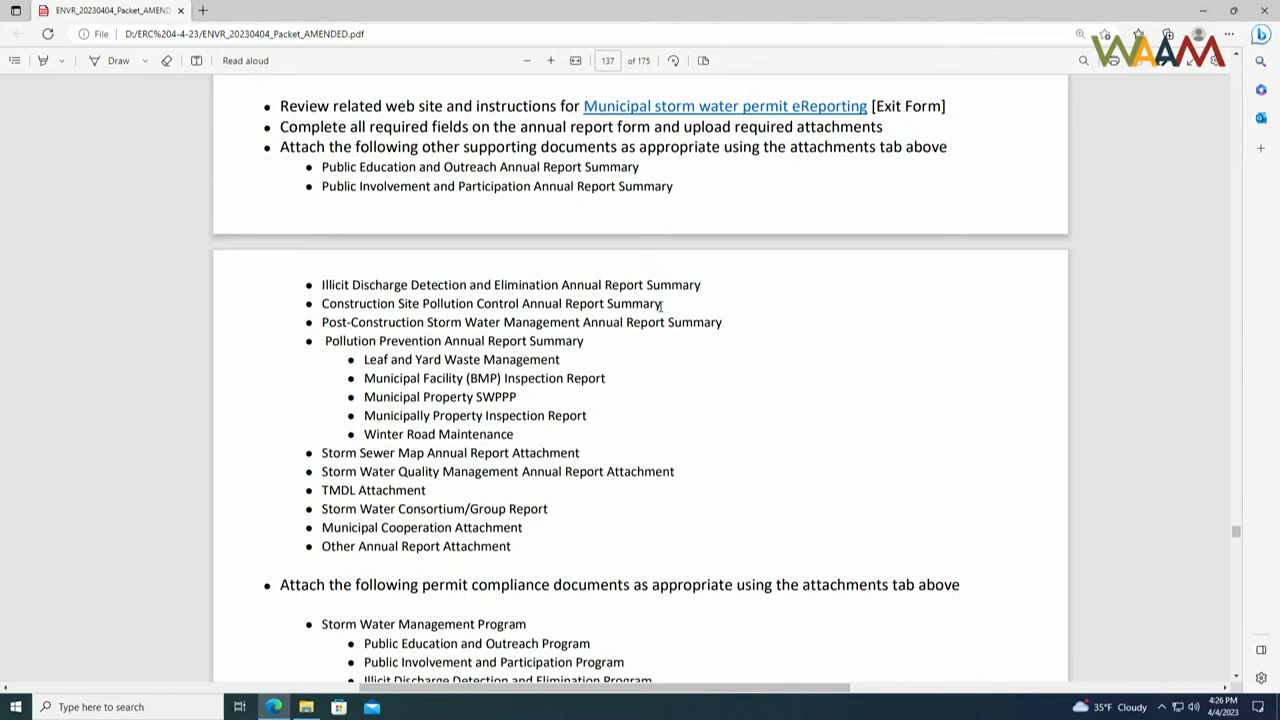 ENVR_20230404_Packet_AMENDED
File
D:/ERC%204-4-23/ENVR_20230404_Packet_AMENDED.pdf
WAAM
Draw
Read aloud
137
of 175
Review related web site and instructions for Municipal storm water permit eReporting [Exit Form]
Complete all required fields on the annual report form and upload required attachments
Attach the following other supporting documents as appropriate using the attachments tab above
Public Education and Outreach Annual Report Summary
Public Involvement and Participation Annual Report Summary
Illicit Discharge Detection and Elimination Annual Report Summary
Construction Site Pollution Control Annual Report Summary
Post-Construction Storm Water Management Annual Report Summary
Pollution Prevention Annual Report Summary
Leaf and Yard Waste Management
Municipal Facility (BMP) Inspection Report
Municipal Property SWPPP
Municipally Property Inspection Report
Winter Road Maintenance
Storm Sewer Map Annual Report Attachment
Storm Water Quality Management Annual Report Attachment
TMDL Attachment
Storm Water Consortium/Group Report
Municipal Cooperation Attachment
Other Annual Report Attachment
Attach the following permit compliance documents as appropriate using the attachments tab above
Storm Water Management Program
Public Education and Outreach Program
Public Involvement and Participation Program
Illicit Discharge Detection and Elimination Program
Type here to search
35°F Cloudy
4:26 PM
4/4/2023